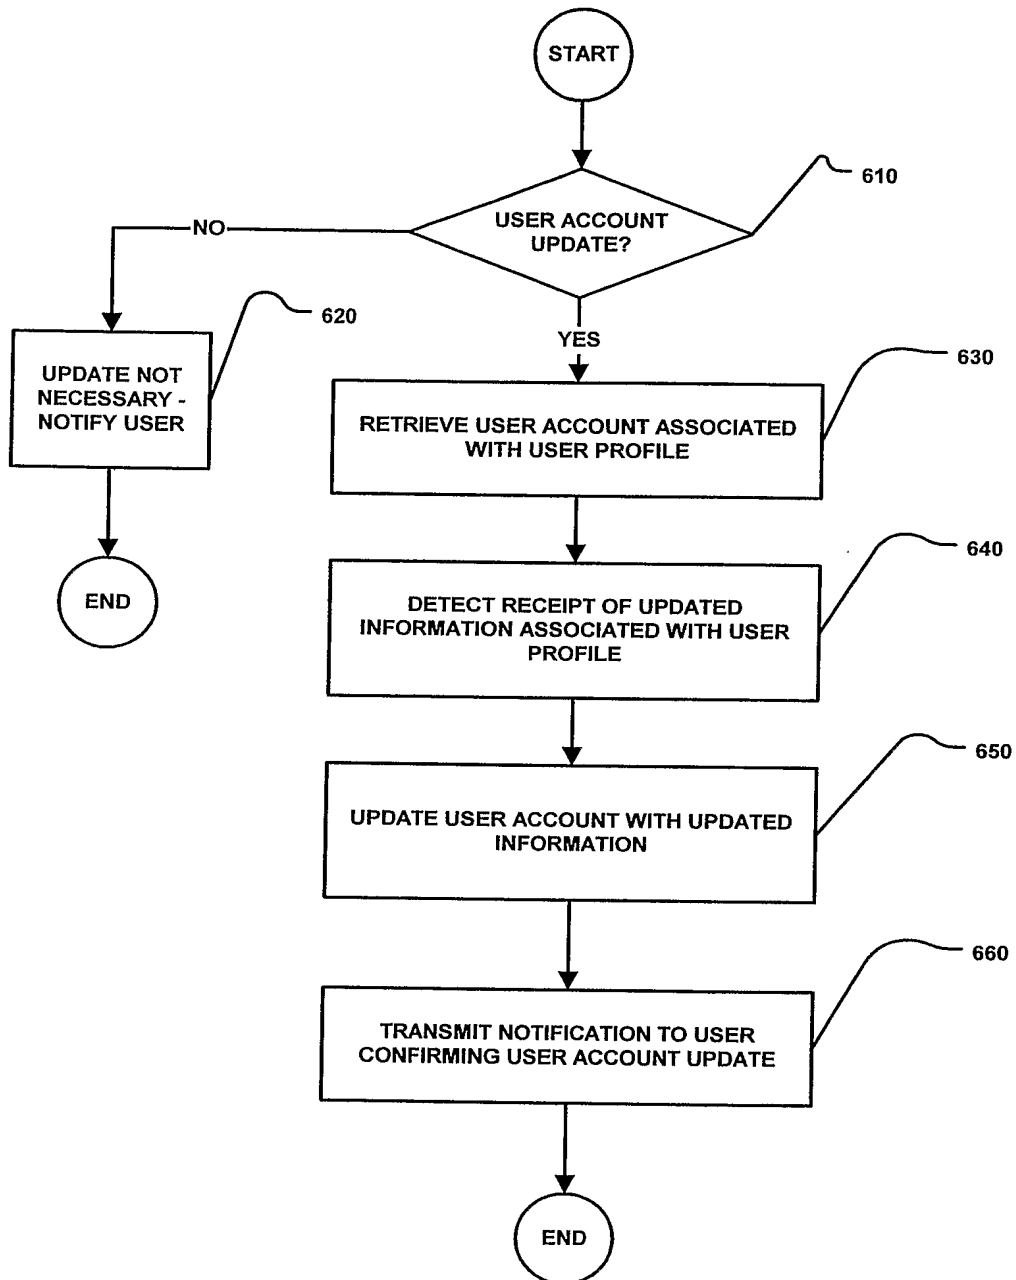 START
610
USER ACCOUNT
UPDATE?
NO
620
YES
UPDATE NOT
NECESSARY -
NOTIFY USER
630
RETRIEVE USER ACCOUNT ASSOCIATED
WITH USER PROFILE
640
END
DETECT RECEIPT OF UPDATED
INFORMATION ASSOCIATED WITH USER
PROFILE
650
UPDATE USER ACCOUNT WITH UPDATED
INFORMATION
660
TRANSMIT NOTIFICATION TO USER
CONFIRMING USER ACCOUNT UPDATE
END